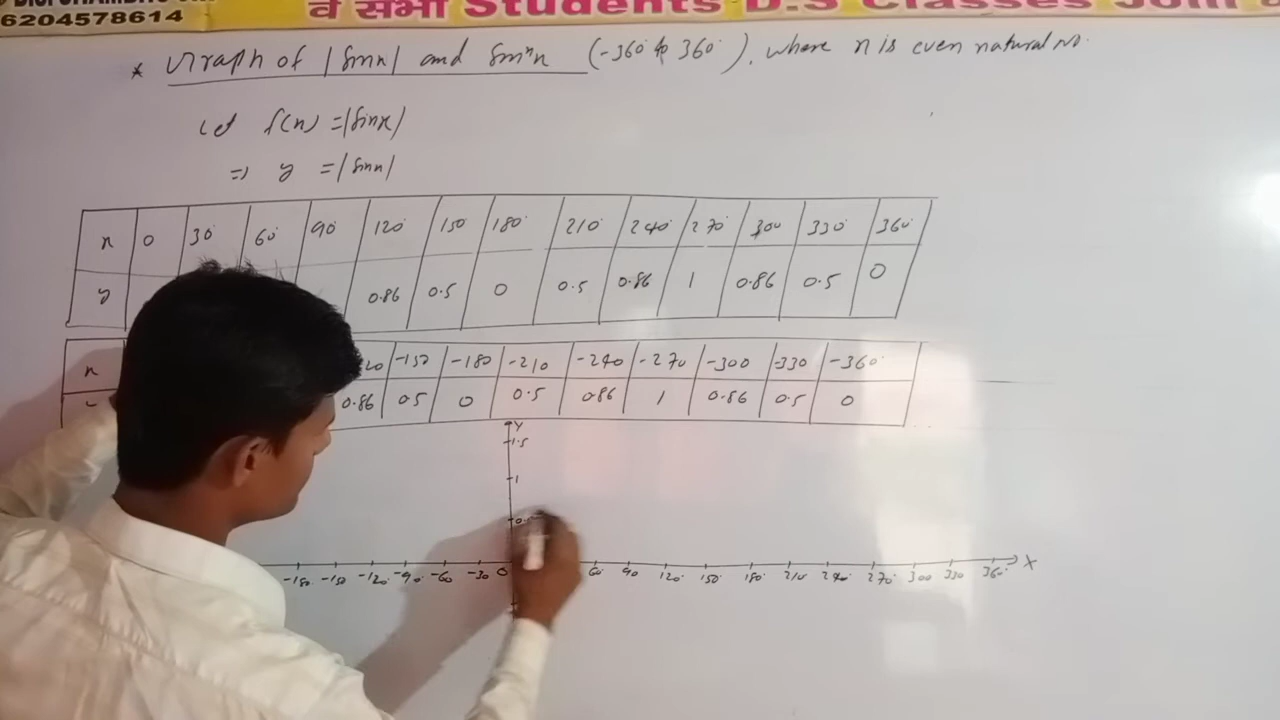 6204578614 वे सभी Students D.S Classes Join
* Graph of |sinx| and sinⁿx (-360° to 360°), where n is even natural no.
Let f(x) = |sinx|
⇒ y = |sinx|
x 0 30° 60° 90° 120° 150° 180° 210° 240° 270° 300 330° 360°
y 0.86 0.5 0 0.5 0.86 1 0.86 0.5 0
x -150 -180 -210 -240 -270 -300 -330 -360°
0.86 0.5 0 0.5 0.86 1 0.86 0.5 0
Y
1.5
1
-180 -150 -120 -90 -60 -30 0 60 90 120 150 180 210 240 270 300 330 360 X